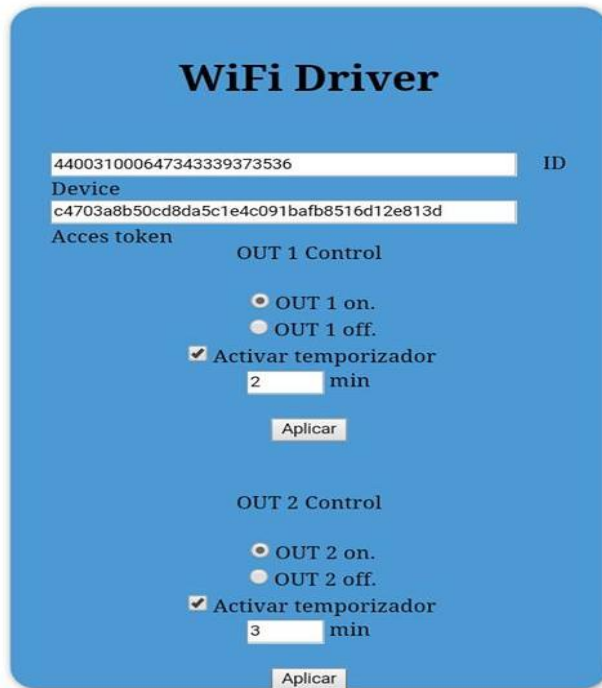 WiFi Driver
440031000647343339373536 ID
Device
c4703a8b50cd8da5c1e4c091bafb8516d12e813d
Acces token
OUT 1 Control
OUT 1 on.
OUT 1 off.
Activar temporizador
2 min
Aplicar
OUT 2 Control
OUT 2 on.
OUT 2 off.
Activar temporizador
3 min
Aplicar